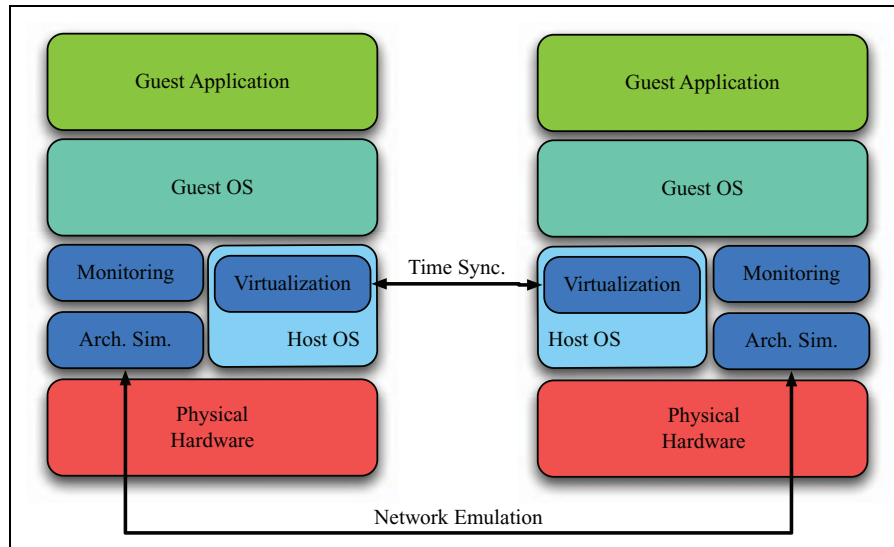 Guest Application
Guest Application
Guest OS
Guest OS
Monitoring
Virtualization
Time Sync.
Virtualization
Monitoring
Arch. Sim.
Host OS
Host OS
Arch. Sim.
Physical
Hardware
Physical
Hardware
Network Emulation